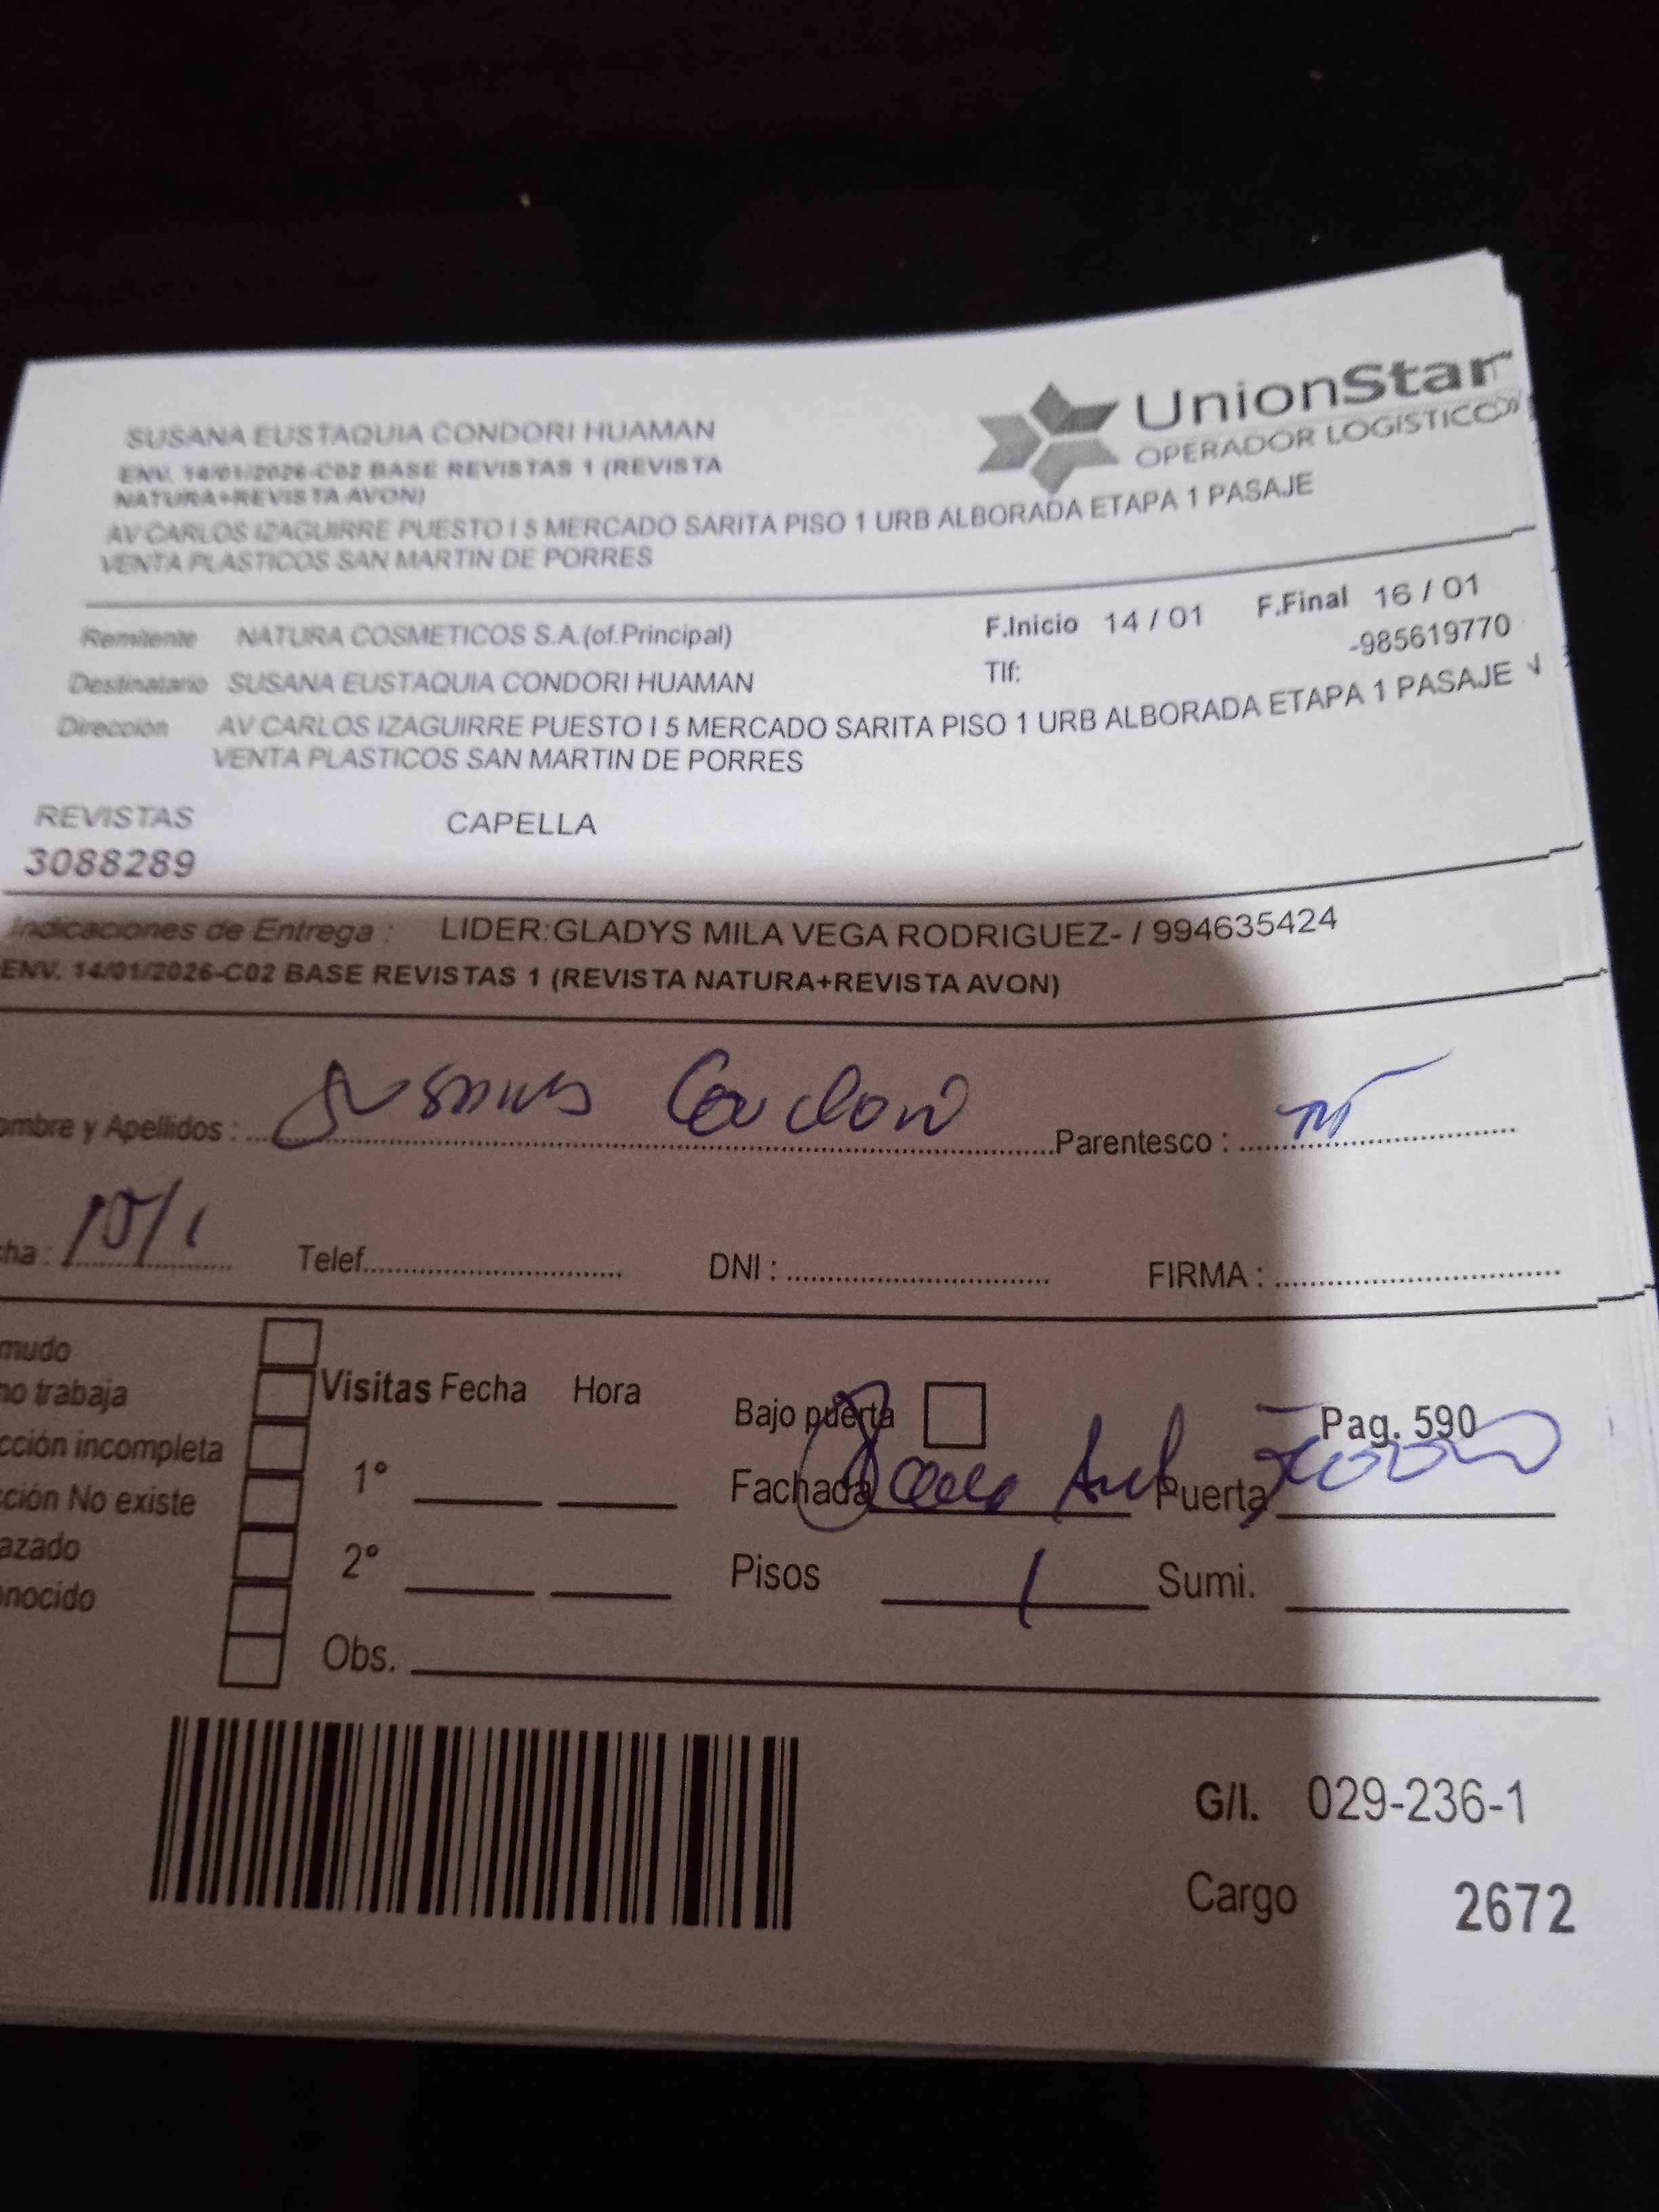 UnionStar
OPERADOR LOGÍSTICO
SUSANA EUSTAQUIA CONDORI HUAMAN
ENV. 14/01/2026-C02 BASE REVISTAS 1 (REVISTA
NATURA+REVISTA AVON)
AV CARLOS IZAGUIRRE PUESTO I 5 MERCADO SARITA PISO 1 URB ALBORADA ETAPA 1 PASAJE
VENTA PLASTICOS SAN MARTIN DE PORRES
Remitente NATURA COSMETICOS S.A.(of.Principal) F.Inicio 14 / 01 F.Final 16 / 01
Destinatario SUSANA EUSTAQUIA CONDORI HUAMAN Tlf: -985619770
Dirección AV CARLOS IZAGUIRRE PUESTO I 5 MERCADO SARITA PISO 1 URB ALBORADA ETAPA 1 PASAJE V
VENTA PLASTICOS SAN MARTIN DE PORRES
REVISTAS CAPELLA
3088289
Indicaciones de Entrega : LIDER:GLADYS MILA VEGA RODRIGUEZ- / 994635424
ENV. 14/01/2026-C02 BASE REVISTAS 1 (REVISTA NATURA+REVISTA AVON)
ombre y Apellidos : Susana Condori Parentesco :
cha : 15/1 Telef. DNI : FIRMA :
mudo
no trabaja Visitas Fecha Hora Bajo puerta Pag. 590
cción incompleta 1° Fachada Puerta
cción No existe
azado 2° Pisos 1 Sumi.
onocido
Obs.
G/I. 029-236-1
Cargo 2672